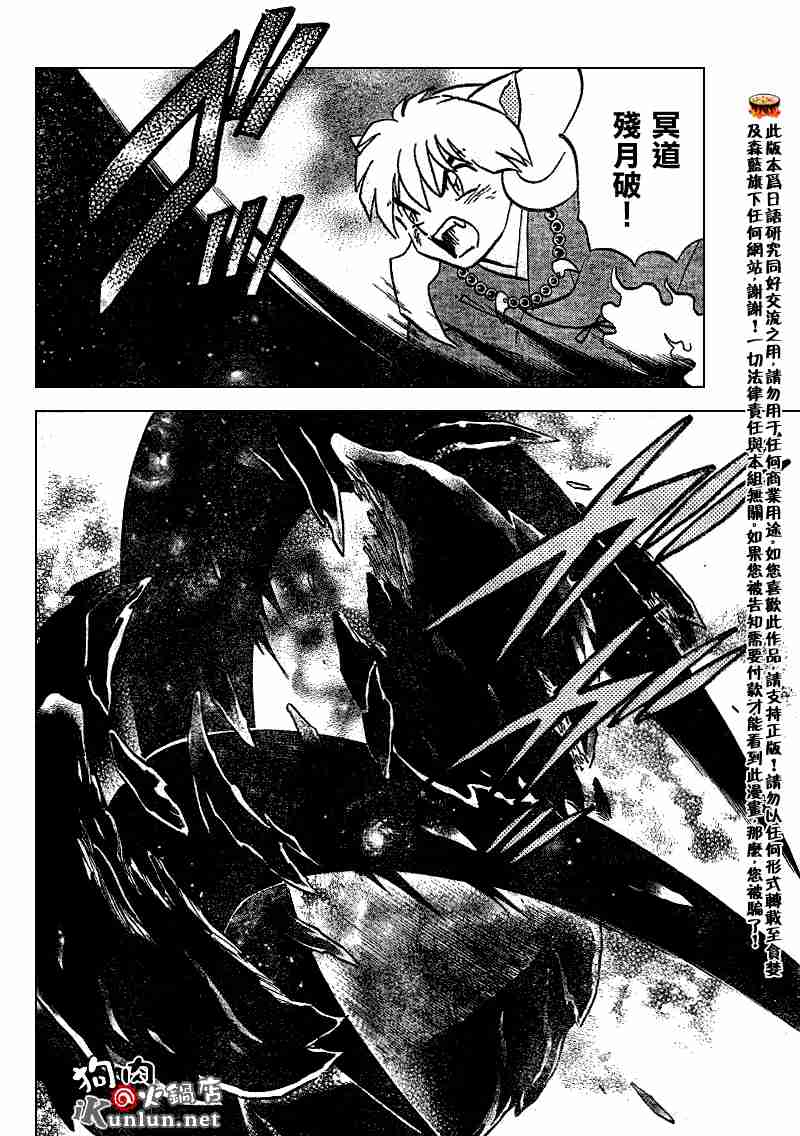 冥道
殘月破！
此版本爲日語研究同好交流之用，請勿用于任何商業用途，如您喜歡此作品，請支持正版！請勿以任何形式轉載至貪婪
及森藍旗下任何網站，謝謝！一切法律責任與本組無關。如果您被告知需要付款才能看到此漫畫，那麼，您被騙了！
狗肉
火鍋店
iKunlun.net